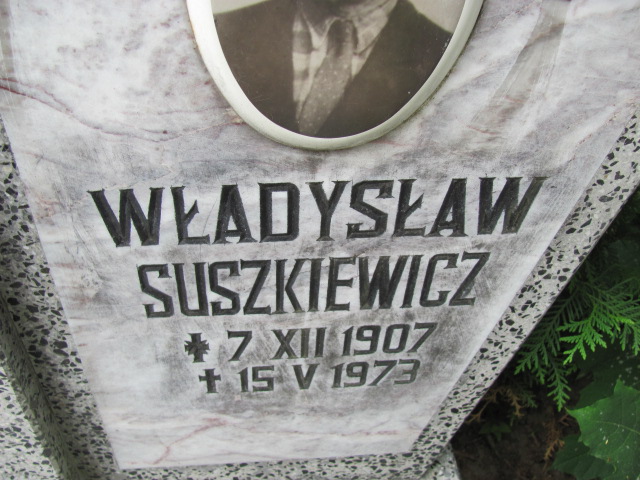 WŁADYSŁAW
SUSZKIEWICZ
✠ 7 XII 1907
✝ 15 V 1973